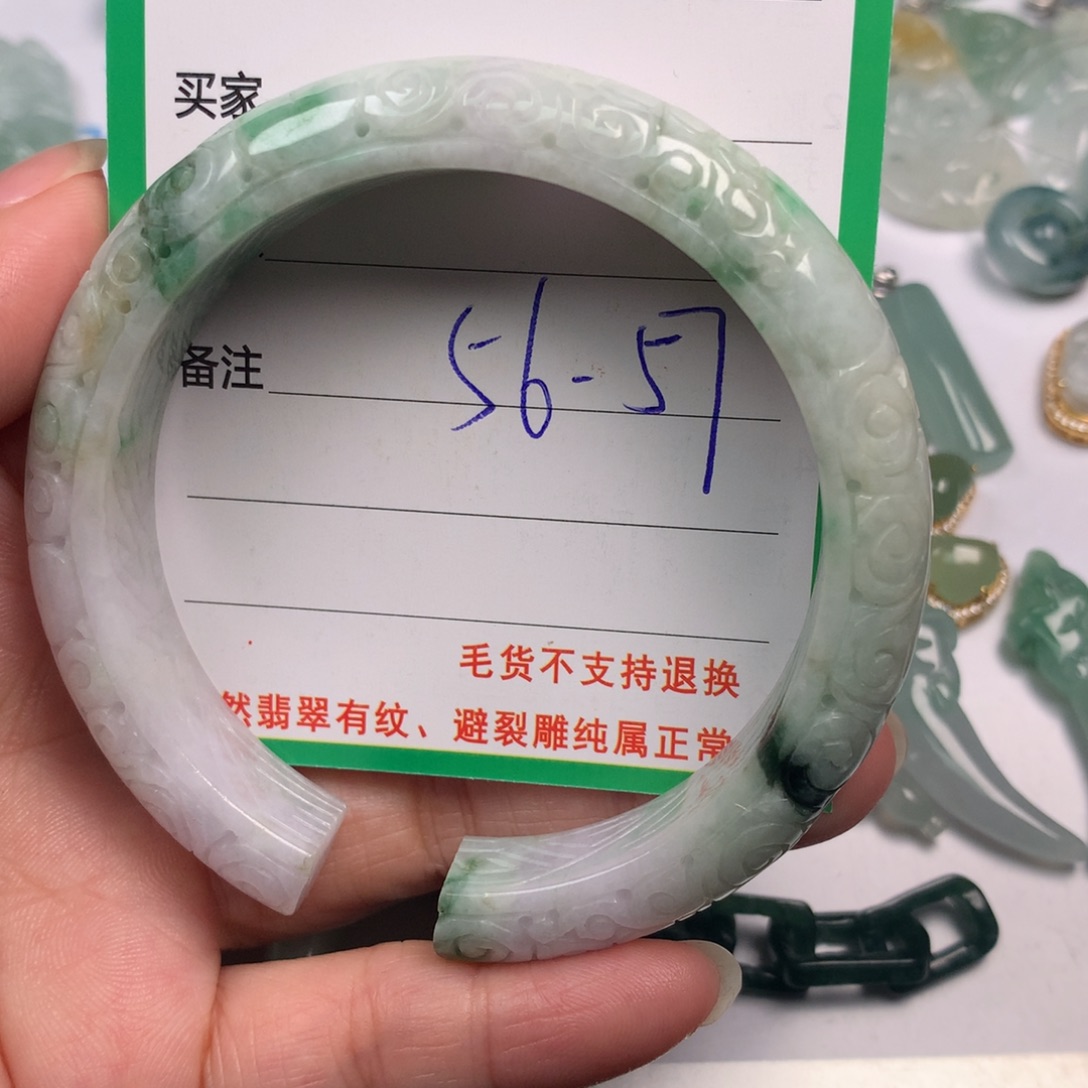 买家
备注 56-57
毛货不支持退换
然翡翠有纹、避裂雕纯属正常